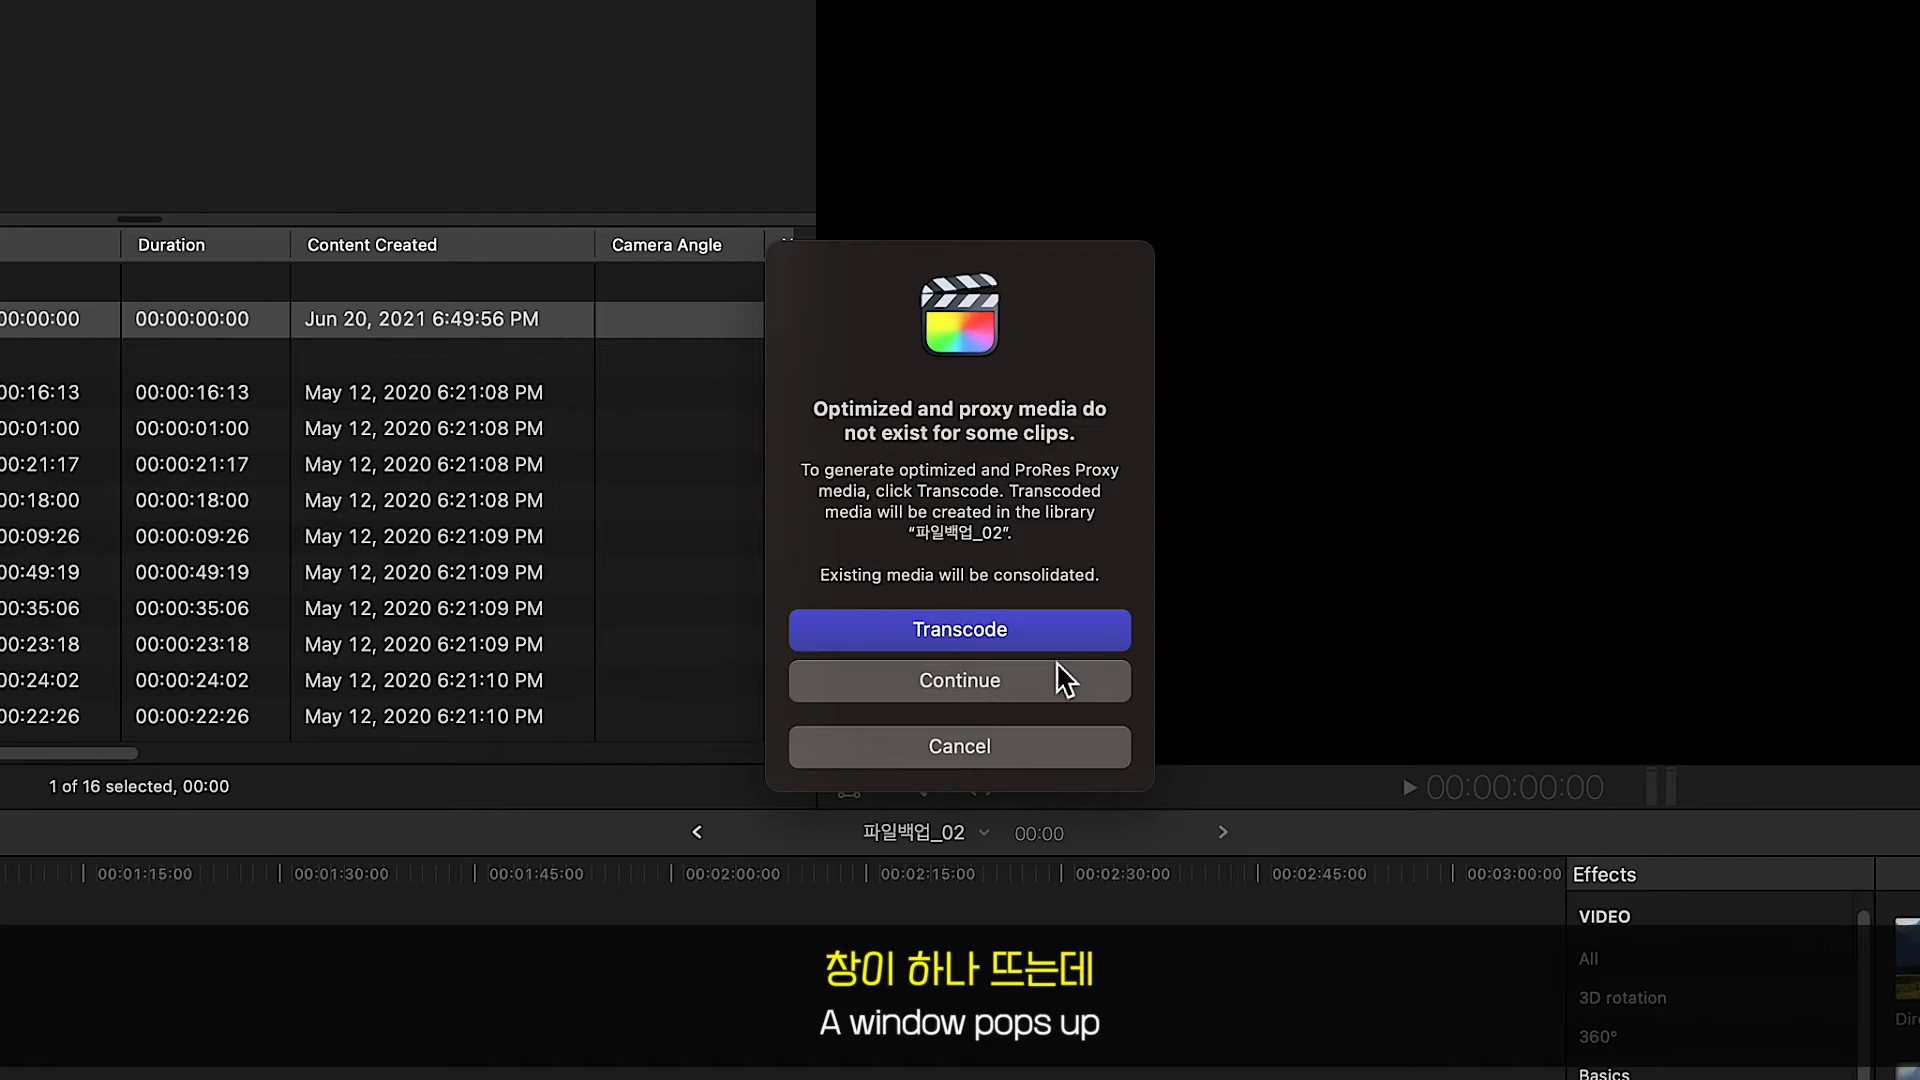 Duration Content Created Camera Angle
00:00:00 00:00:00:00 Jun 20, 2021 6:49:56 PM
00:16:13 00:00:16:13 May 12, 2020 6:21:08 PM
00:01:00 00:00:01:00 May 12, 2020 6:21:08 PM
00:21:17 00:00:21:17 May 12, 2020 6:21:08 PM
00:18:00 00:00:18:00 May 12, 2020 6:21:08 PM
00:09:26 00:00:09:26 May 12, 2020 6:21:09 PM
00:49:19 00:00:49:19 May 12, 2020 6:21:09 PM
00:35:06 00:00:35:06 May 12, 2020 6:21:09 PM
00:23:18 00:00:23:18 May 12, 2020 6:21:09 PM
00:24:02 00:00:24:02 May 12, 2020 6:21:10 PM
00:22:26 00:00:22:26 May 12, 2020 6:21:10 PM
1 of 16 selected, 00:00
Optimized and proxy media do
not exist for some clips.
To generate optimized and ProRes Proxy
media, click Transcode. Transcoded
media will be created in the library
“파일백업_02”.
Existing media will be consolidated.
Transcode
Continue
Cancel
00:00:00:00
파일백업_02 00:00
00:01:15:00 00:01:30:00 00:01:45:00 00:02:00:00 00:02:15:00 00:02:30:00 00:02:45:00 00:03:00:00
Effects
VIDEO
All
3D rotation
360°
Basics
창이 하나 뜨는데
A window pops up